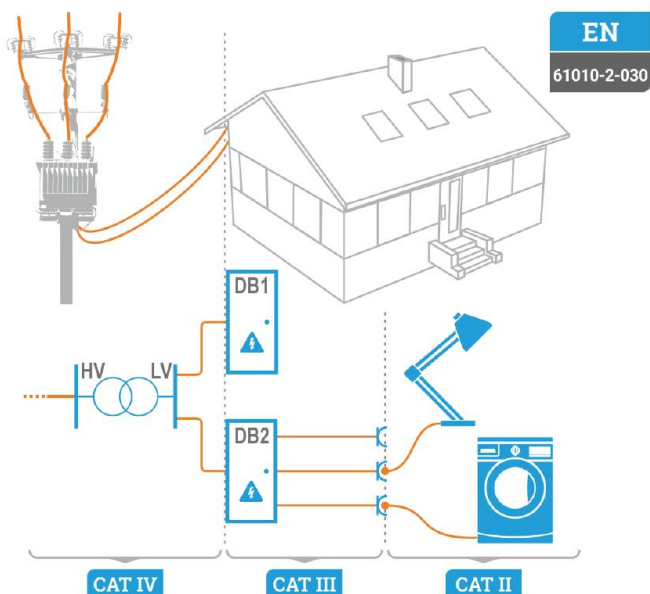 EN
61010-2-030
DB1
HV
LV
DB2
CAT IV
CAT III
CAT II